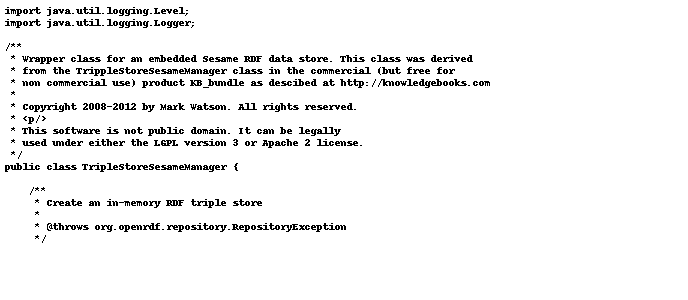 import java.util.logging.Level;
import java.util.logging.Logger;

/**
 * Wrapper class for an embedded Sesame RDF data store. This class was derived
 * from the TrippleStoreSesameManager class in the commercial (but free for
 * non commercial use) product KB_bundle as descibed at http://knowledgebooks.com
 *
 * Copyright 2008-2012 by Mark Watson. All rights reserved.
 * <p/>
 * This software is not public domain. It can be legally
 * used under either the LGPL version 3 or Apache 2 license.
 */
public class TripleStoreSesameManager {

    /**
     * Create an in-memory RDF triple store
     *
     * @throws org.openrdf.repository.RepositoryException
     */